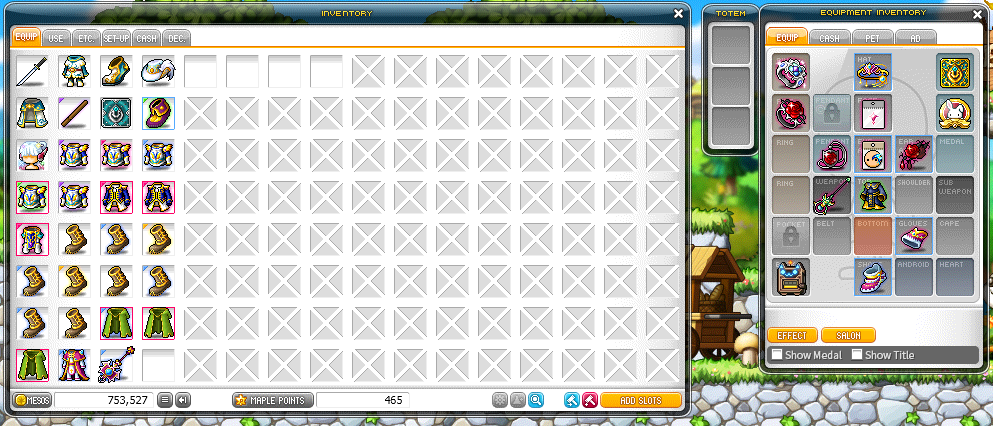 INVENTORY
EQUIP USE ETC. SET-UP CASH DEC.
MESOS 753,527 MAPLE POINTS 465 ADD SLOTS
TOTEM
EQUIPMENT INVENTORY
EQUIP CASH PET AD
HAT
PENDANT
RING PENDANT MEDAL
RING WEAPON TOP SHOULDER SUB WEAPON
POCKET BELT BOTTOM GLOVES CAPE
ANDROID HEART
EFFECT SALON
Show Medal Show Title